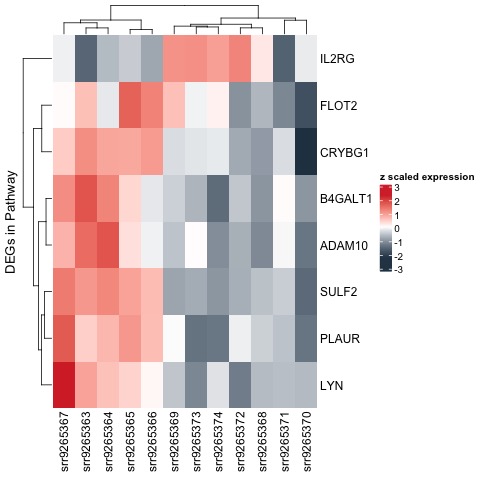 IL2RG
FLOT2
CRYBG1
B4GALT1
ADAM10
SULF2
PLAUR
LYN
DEGs in Pathway
z scaled expression
3
2
1
0
-1
-2
-3
srr9265367
srr9265363
srr9265364
srr9265365
srr9265366
srr9265369
srr9265373
srr9265374
srr9265372
srr9265368
srr9265371
srr9265370